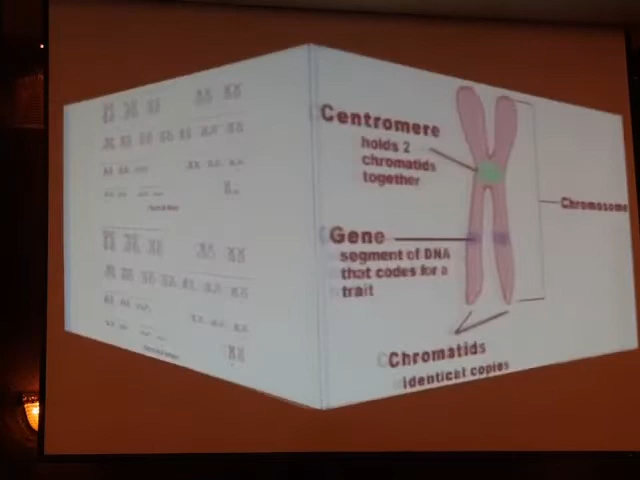 Centromere
holds 2
chromatids
together
Chromosome
Gene
segment of DNA
that codes for a
trait
Chromatids
identical copies